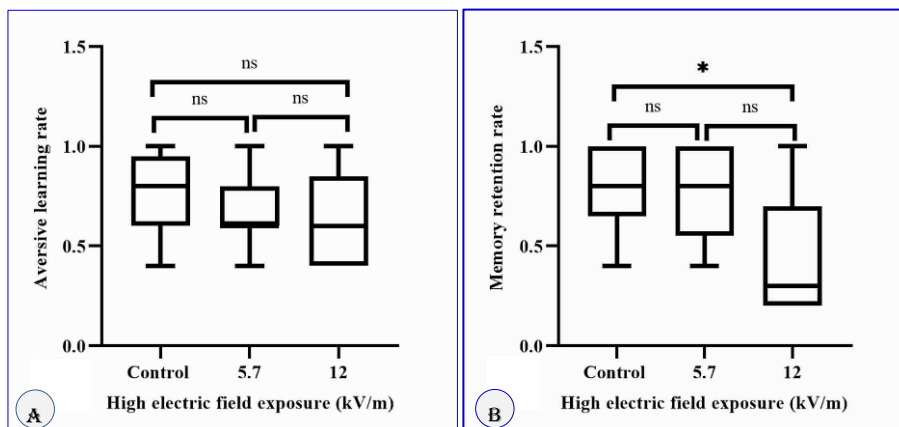 1.5
ns
ns
ns
1.0
0.5
0.0
Aversive learning rate
Control 5.7 12
High electric field exposure (kV/m)
A
1.5
*
ns
ns
1.0
0.5
0.0
Memory retention rate
Control 5.7 12
High electric field exposure (kV/m)
B